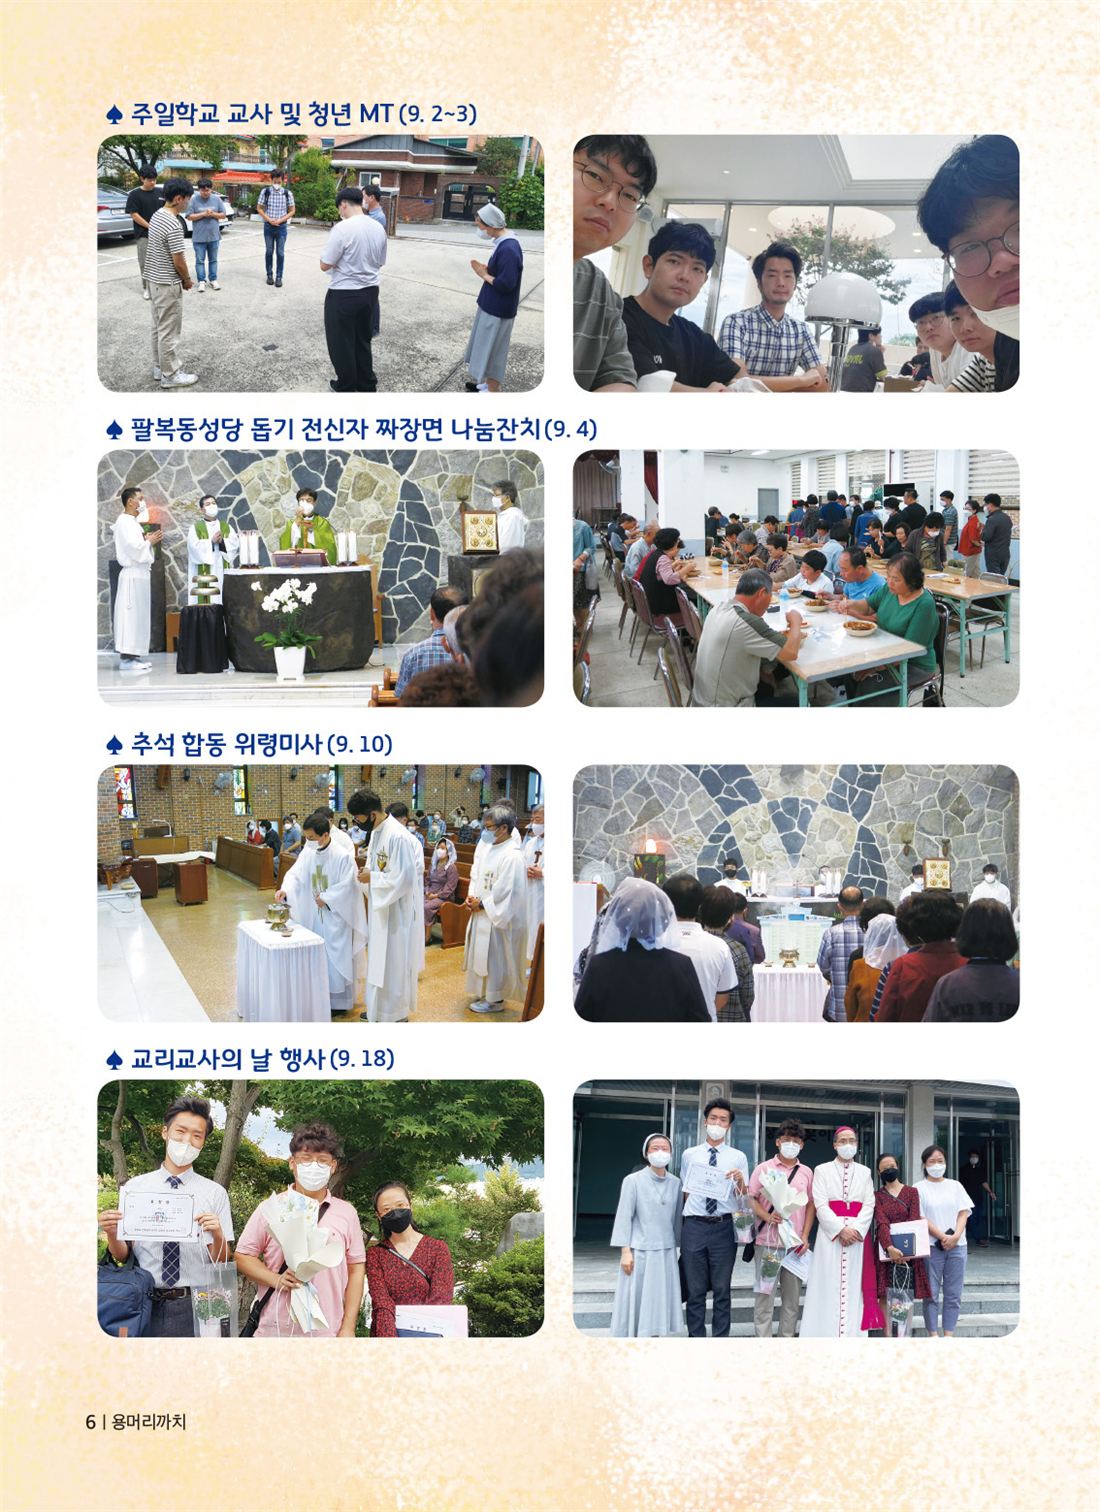 ♠ 주일학교 교사 및 청년 MT (9. 2~3)
♠ 팔복동성당 돕기 전신자 짜장면 나눔잔치 (9. 4)
♠ 추석 합동 위령미사 (9. 10)
♠ 교리교사의 날 행사 (9. 18)
6 | 용머리까치